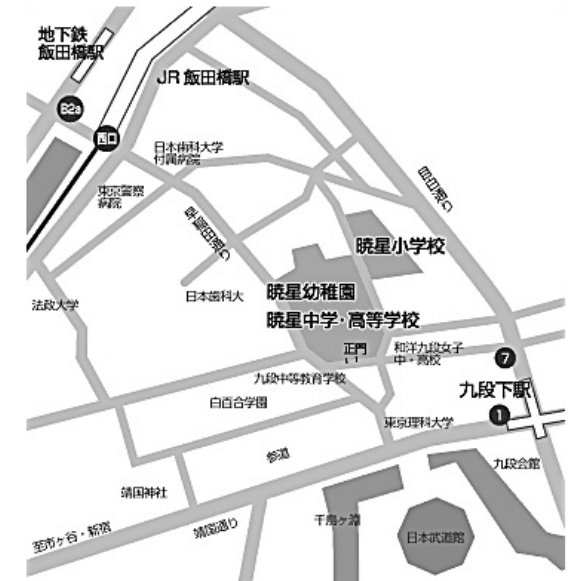 地下鉄
飯田橋駅
B2a
西口
JR 飯田橋駅
日本歯科大学
付属病院
東京警察
病院
早稲田通り
目白通り
暁星小学校
日本歯科大
暁星幼稚園
暁星中学・高等学校
法政大学
正門
和洋九段女子
中・高校
7
九段中等教育学校
九段下駅
白百合学園
1
東京理科大学
参道
九段会館
靖国神社
千鳥ヶ淵
靖国通り
至市ヶ谷・新宿
日本武道館